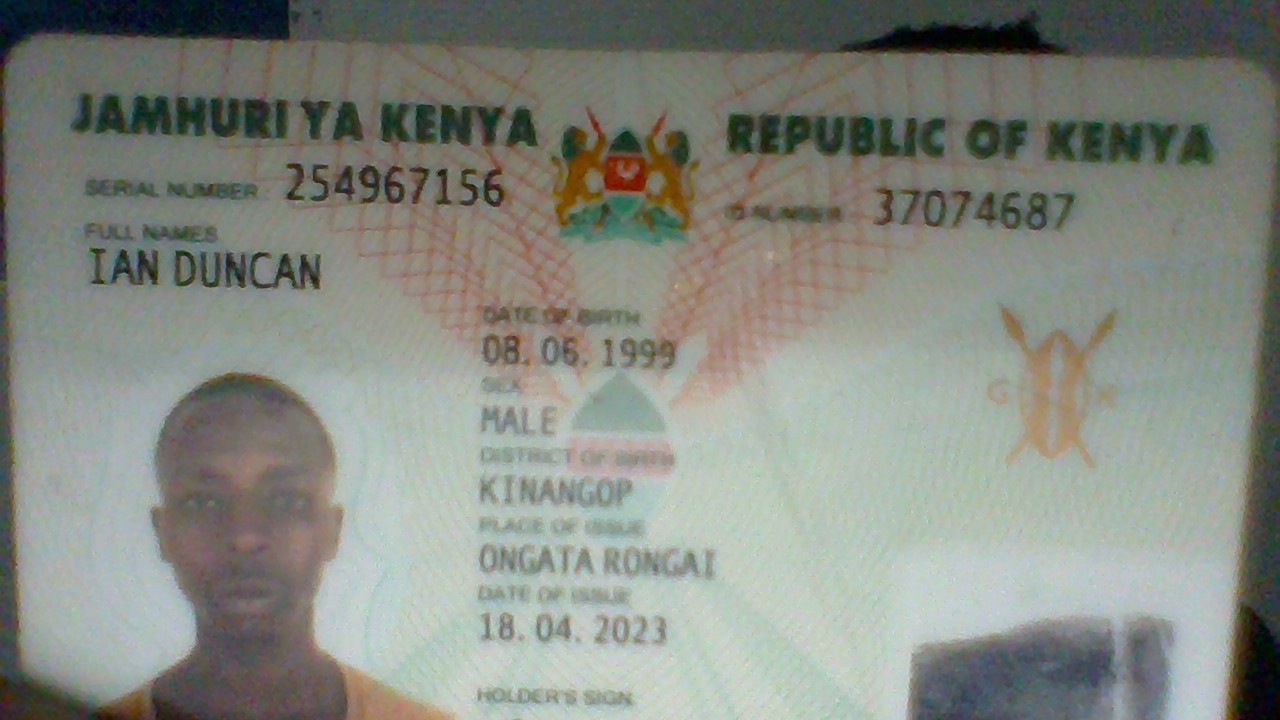 JAMHURI YA KENYA REPUBLIC OF KENYA
SERIAL NUMBER: 254967156 ID NUMBER: 37074687
FULL NAMES
IAN DUNCAN
DATE OF BIRTH
08. 06. 1999
SEX
MALE
DISTRICT OF BIRTH
KINANGOP
PLACE OF ISSUE
ONGATA RONGAI
DATE OF ISSUE
18. 04. 2023
HOLDER'S SIGN.
G K